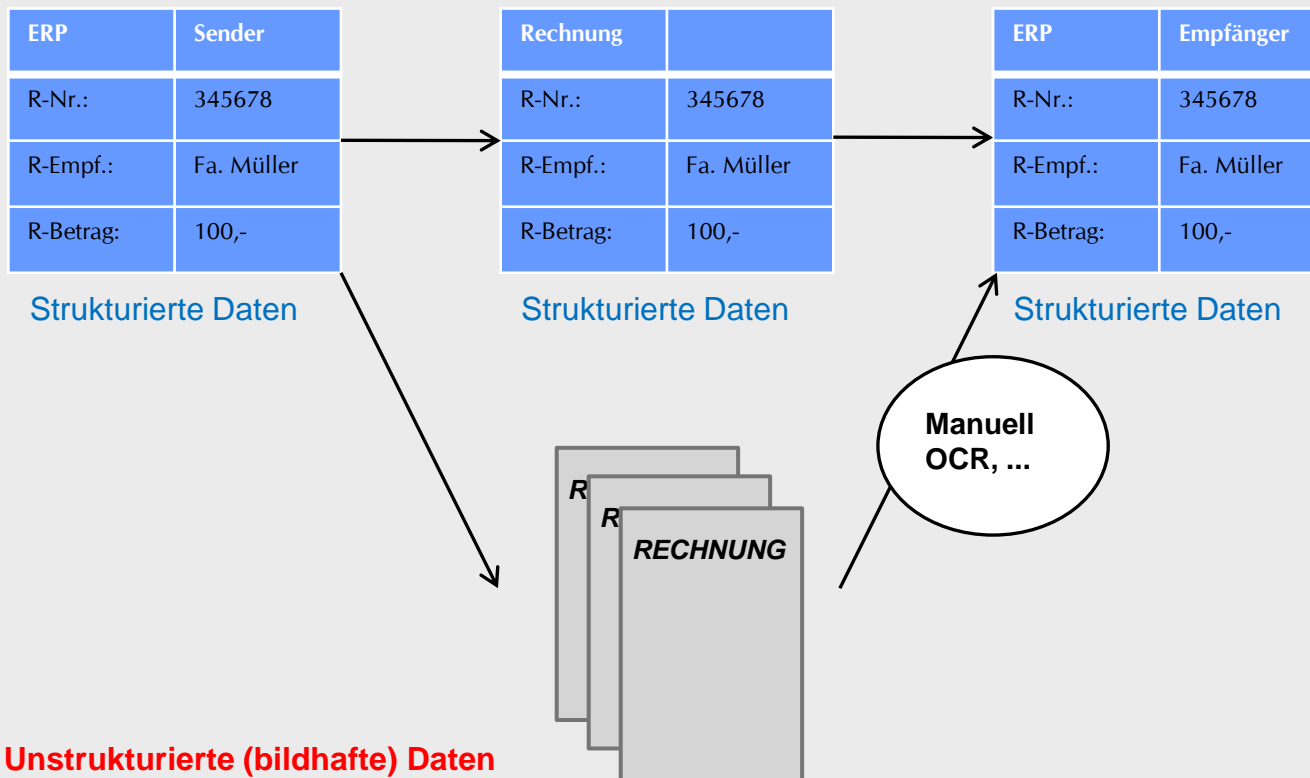 ERP Sender
R-Nr.: 345678
R-Empf.: Fa. Müller
R-Betrag: 100,-
Strukturierte Daten
Rechnung
R-Nr.: 345678
R-Empf.: Fa. Müller
R-Betrag: 100,-
Strukturierte Daten
ERP Empfänger
R-Nr.: 345678
R-Empf.: Fa. Müller
R-Betrag: 100,-
Strukturierte Daten
Manuell
OCR, ...
R
R
RECHNUNG
Unstrukturierte (bildhafte) Daten